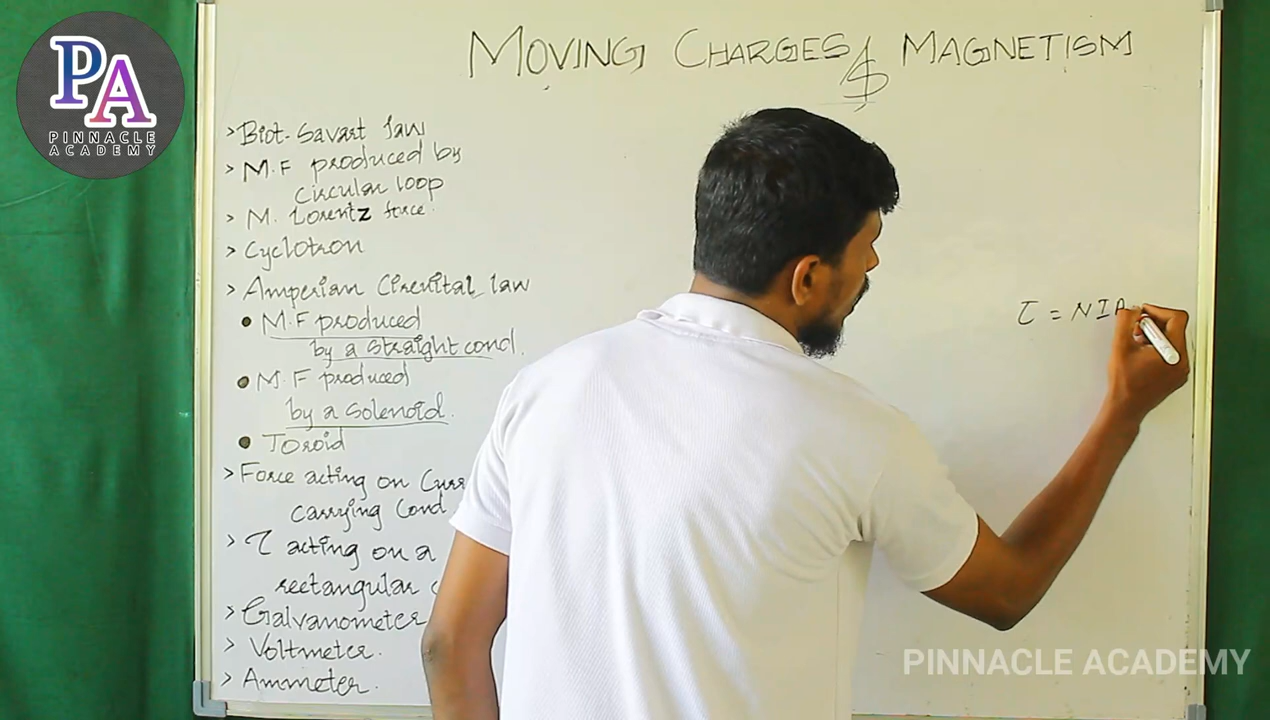 PA
PINNACLE
ACADEMY
MOVING CHARGES & MAGNETISM
> Biot-Savart law
> M.F produced by
circular loop
> M. Lorentz force.
> Cyclotron
> Amperian Circuital law
• M.F produced
by a straight cond.
• M.F produced
by a solenoid.
• Toroid
> Force acting on Curr
carrying Cond
> τ acting on a
rectangular
> Galvanometer
> Voltmeter.
> Ammeter.
τ = NIA
PINNACLE ACADEMY